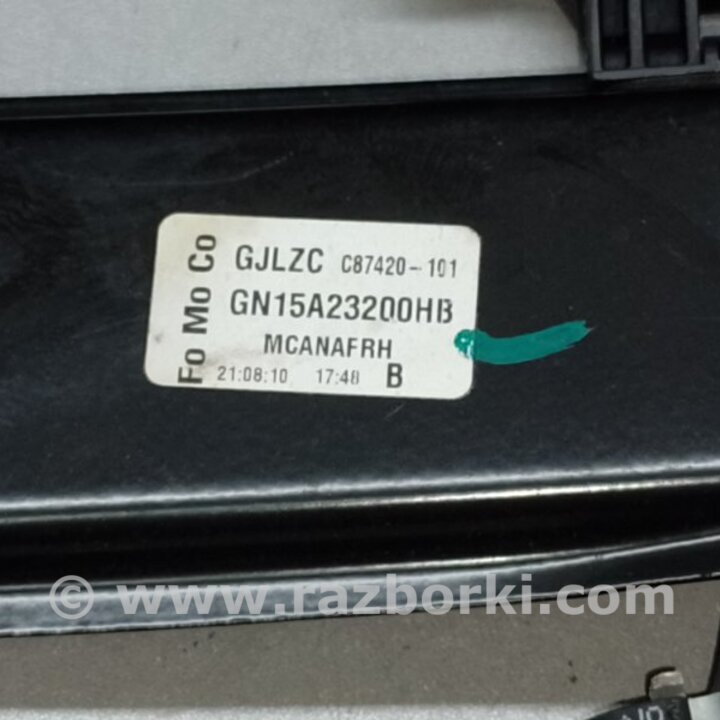 Fo Mo Co
GJLZC C87420-101
GN15A23200HB
MCANAFRH
21:08:10 17:48 B
© www.razborki.com